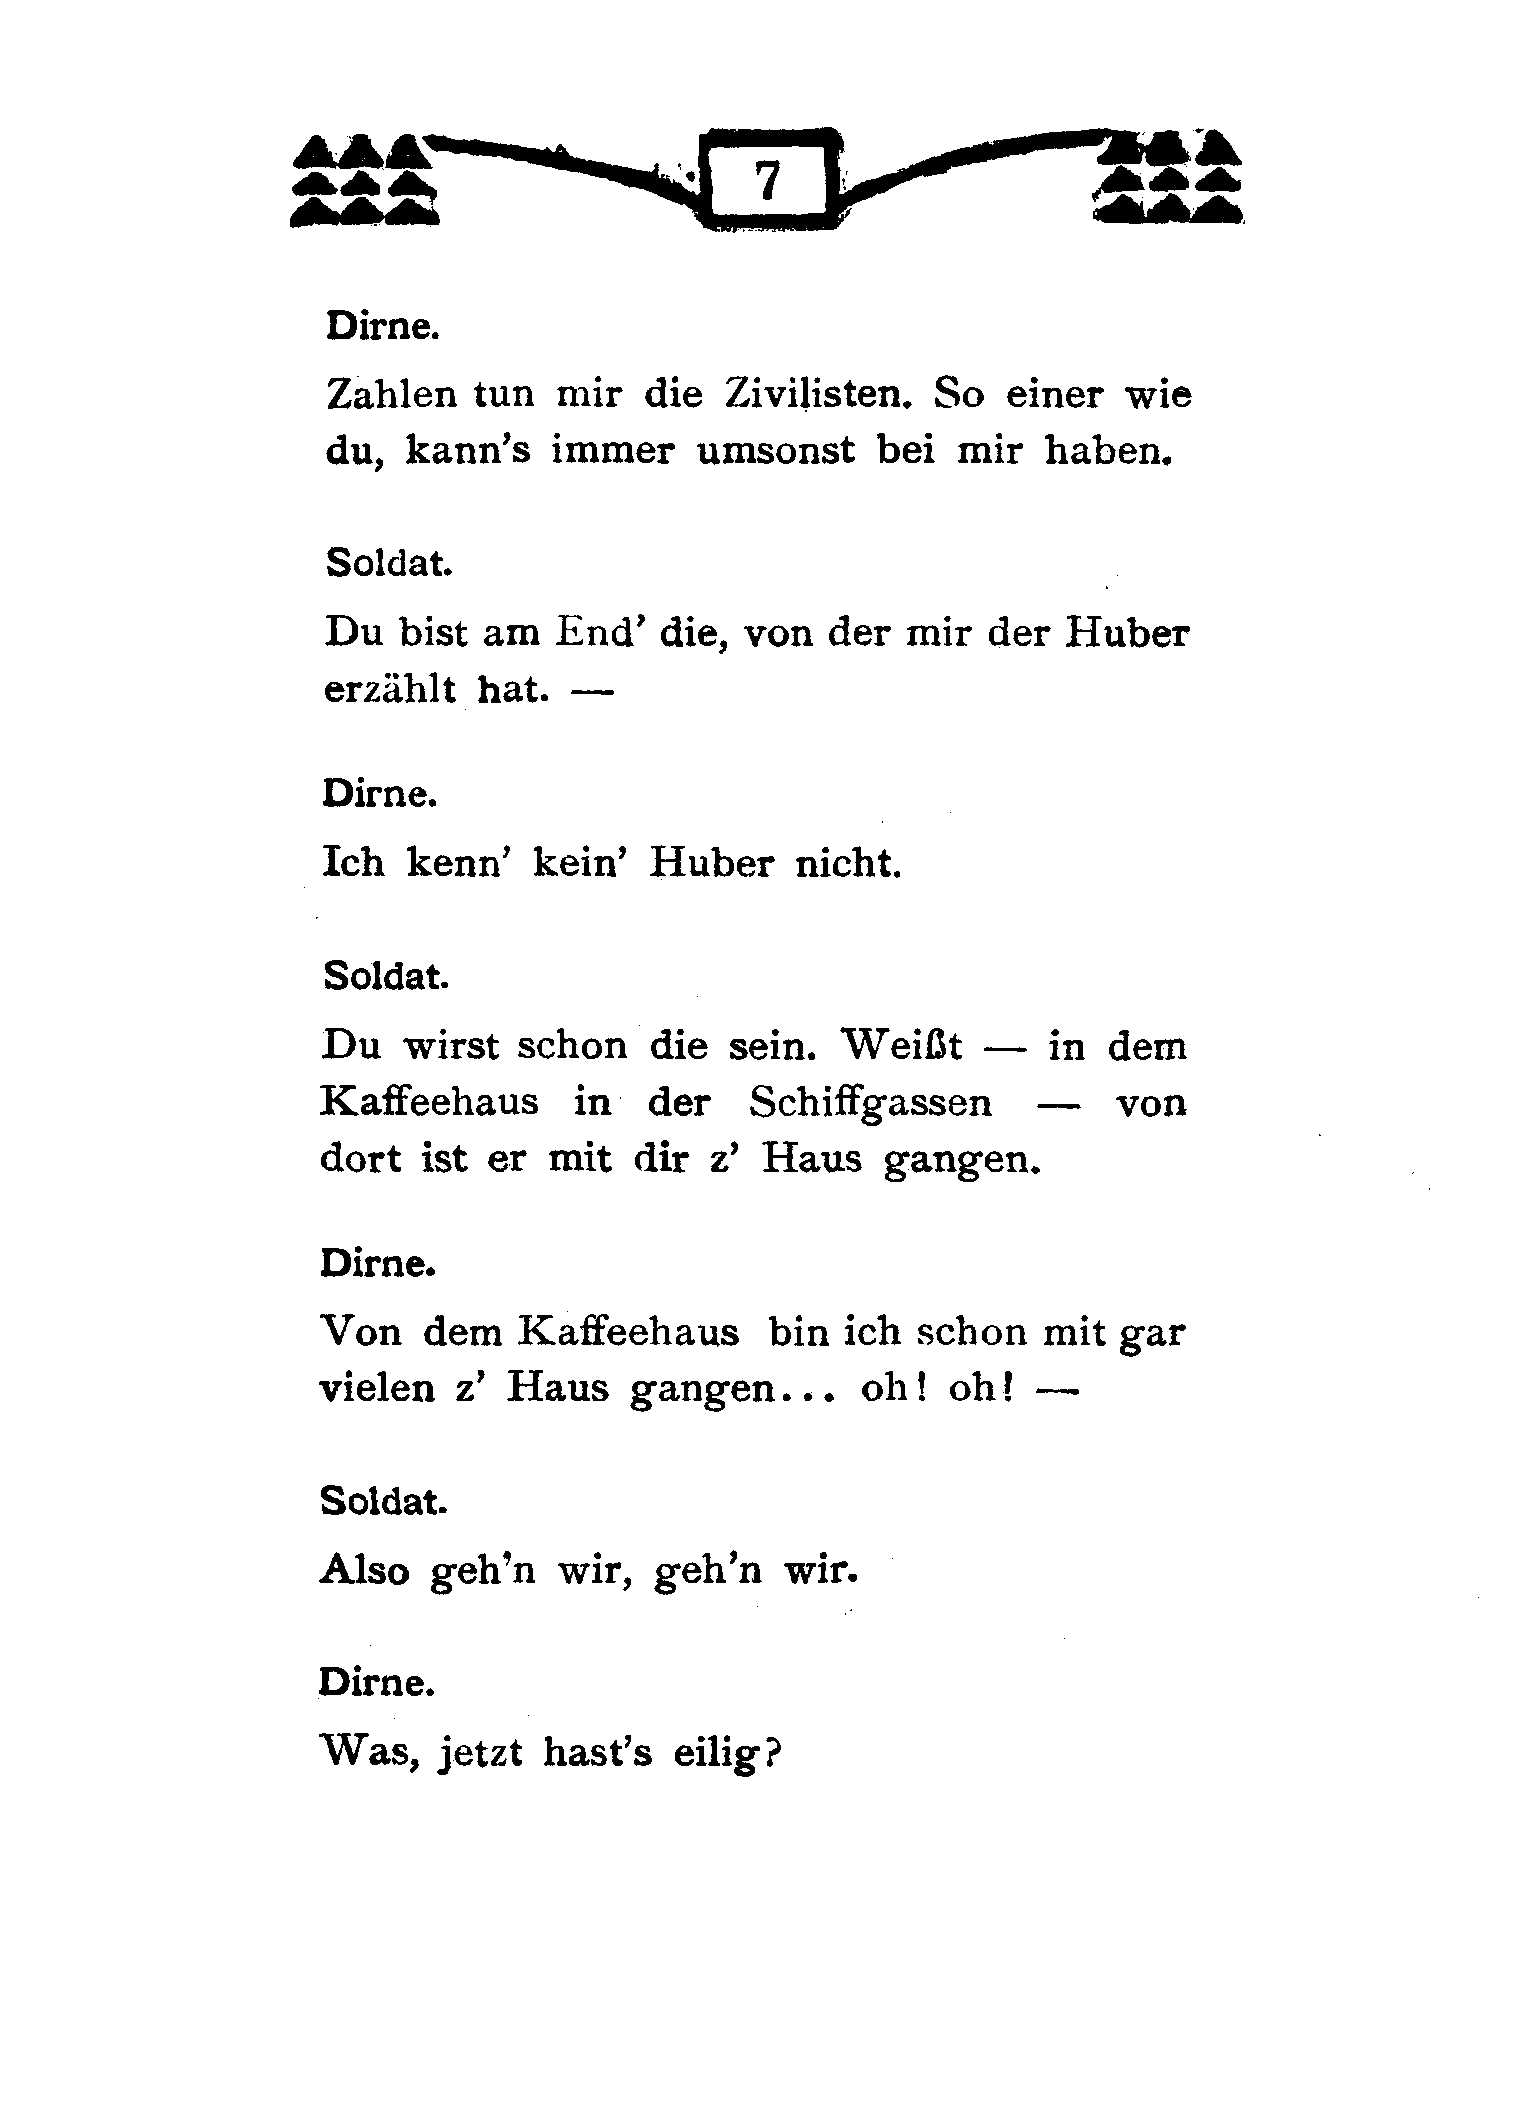 7
Dirne.
Zahlen tun mir die Zivilisten. So einer wie
du, kann's immer umsonst bei mir haben.
Soldat.
Du bist am End' die, von der mir der Huber
erzählt hat. —
Dirne.
Ich kenn' kein' Huber nicht.
Soldat.
Du wirst schon die sein. Weißt — in dem
Kaffeehaus in der Schiffgassen — von
dort ist er mit dir z' Haus gangen.
Dirne.
Von dem Kaffeehaus bin ich schon mit gar
vielen z' Haus gangen... oh! oh! —
Soldat.
Also geh'n wir, geh'n wir.
Dirne.
Was, jetzt hast's eilig?